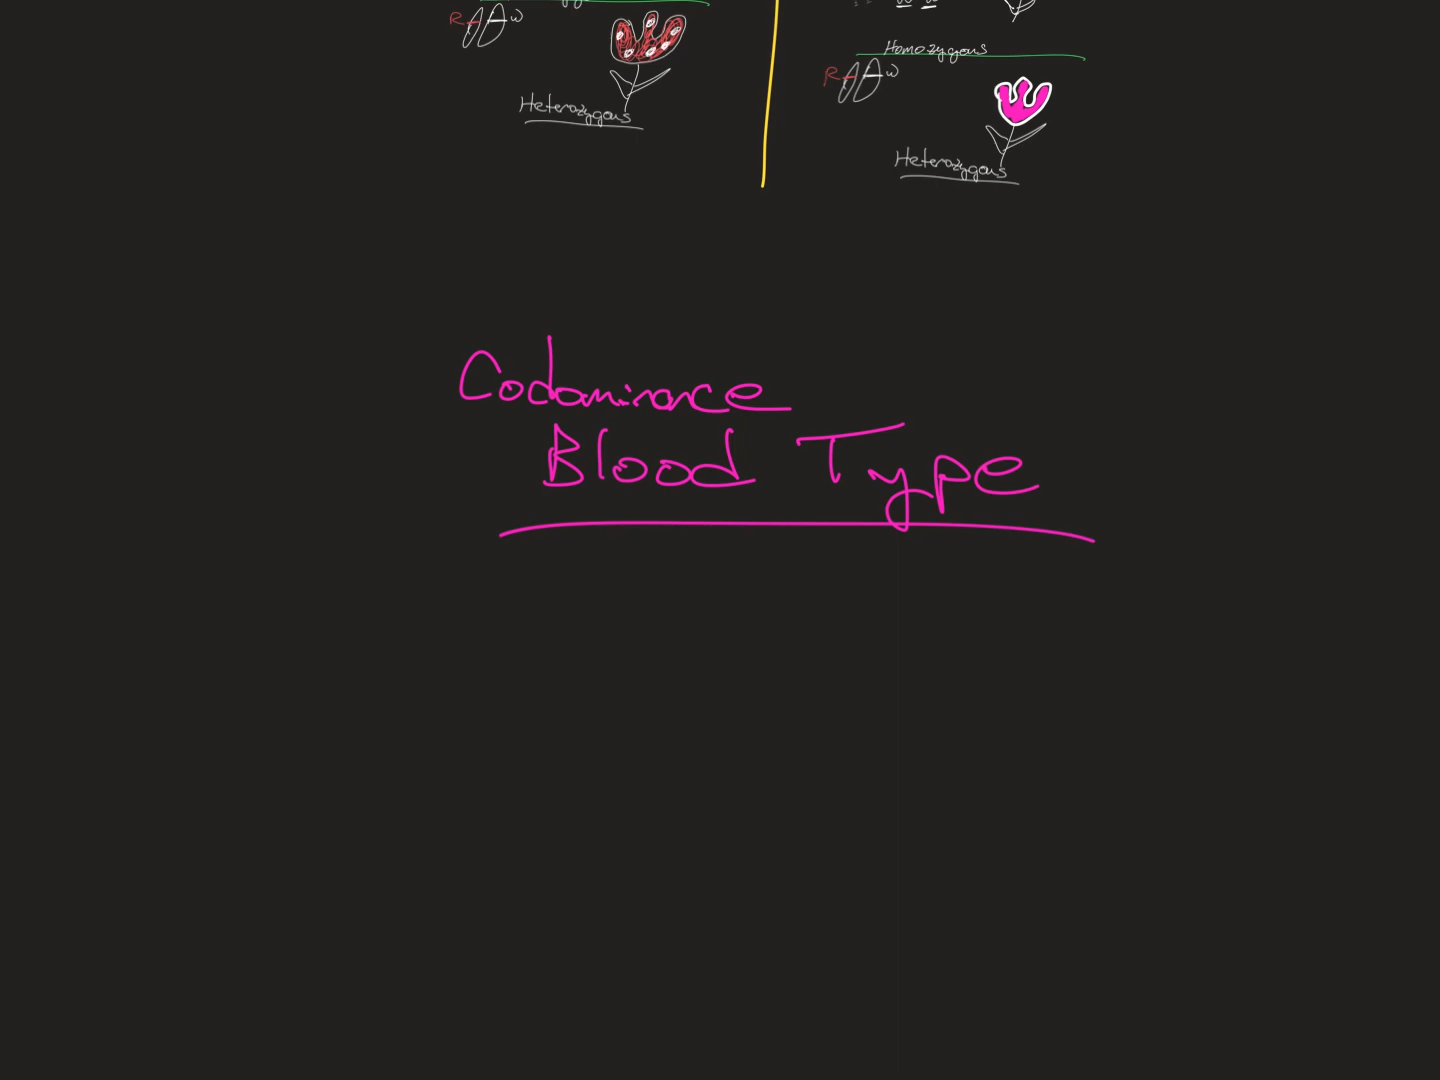 R W
Heterozygous
Homozygous
R W
Heterozygous
Codominance
Blood Type